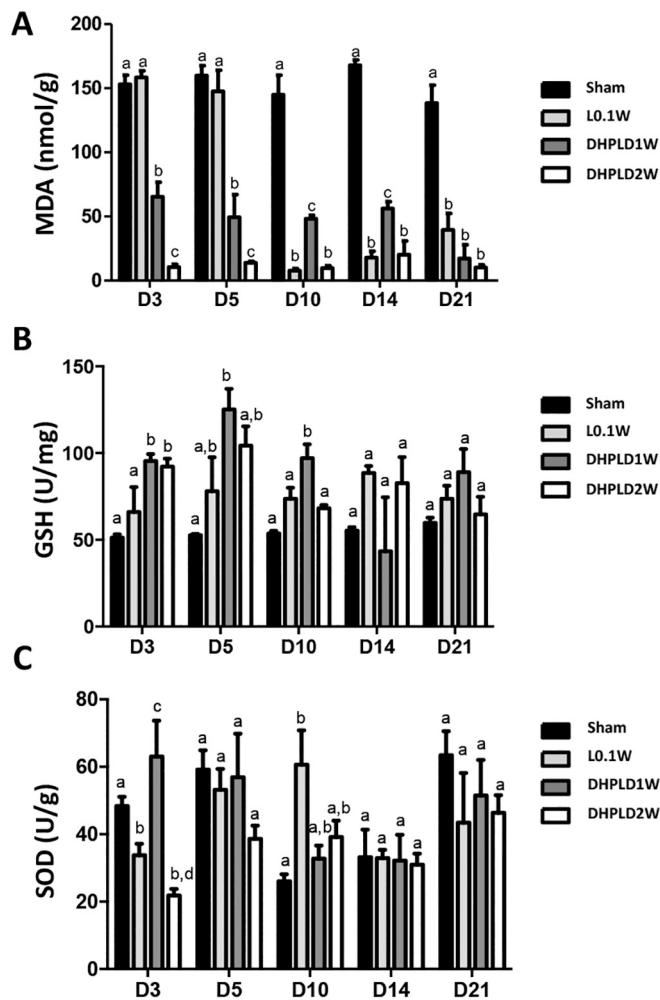 A
MDA (nmol/g)
200
150
100
50
0
a a b c
a a b c
a b c b
a b c b
a b b b
D3 D5 D10 D14 D21
Sham
L0.1W
DHPLD1W
DHPLD2W
B
GSH (U/mg)
150
100
50
0
a a b b
a a,b b a,b
a a b a
a a a a
a a a a
D3 D5 D10 D14 D21
Sham
L0.1W
DHPLD1W
DHPLD2W
C
SOD (U/g)
80
60
40
20
0
a b c b,d
a a a a
a b a,b a,b
a a a a
a a a a
D3 D5 D10 D14 D21
Sham
L0.1W
DHPLD1W
DHPLD2W